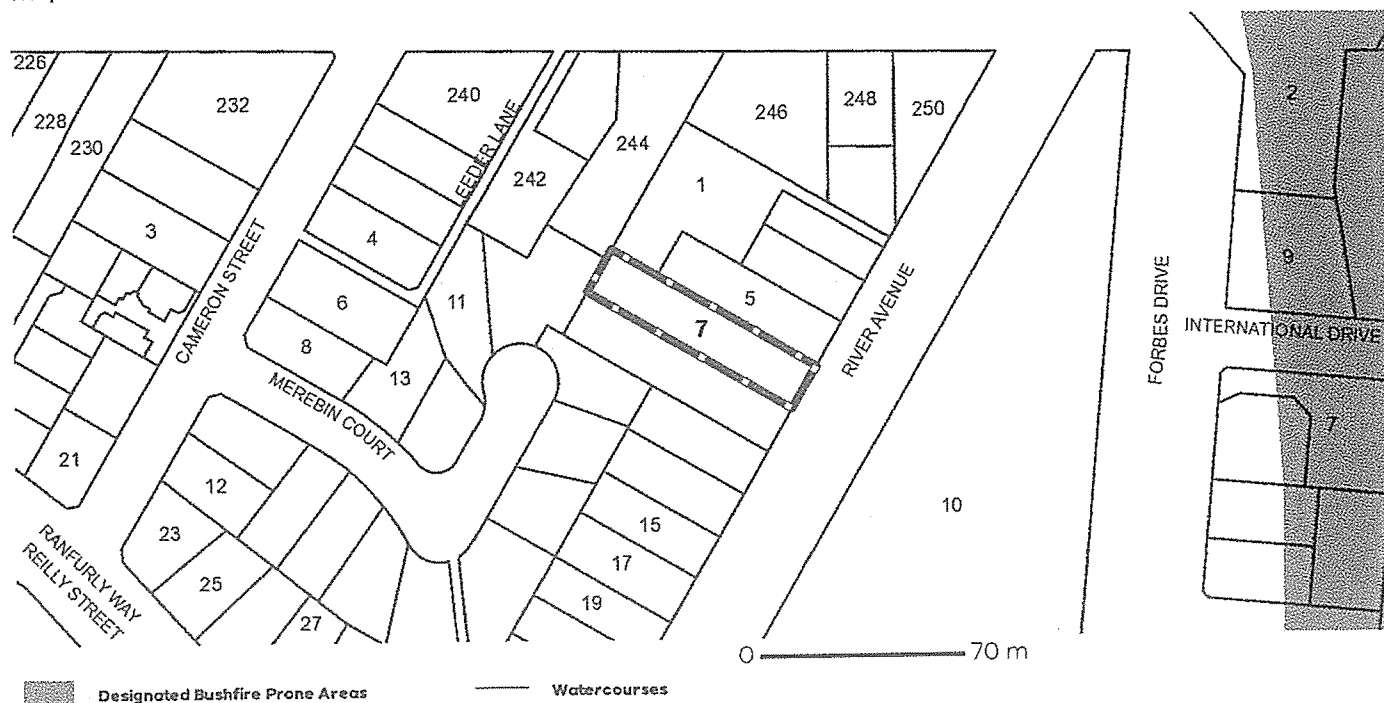 226
228
230
232
240
FEEDER LANE
242
244
246
248
250
2
1
3
4
CAMERON STREET
6
11
5
7
RIVER AVENUE
FORBES DRIVE
9
INTERNATIONAL DRIVE
8
13
MEREBIN COURT
7
21
12
15
10
23
17
RANFURLY WAY
REILLY STREET
25
19
27
0 70 m
Designated Bushfire Prone Areas
Watercourses